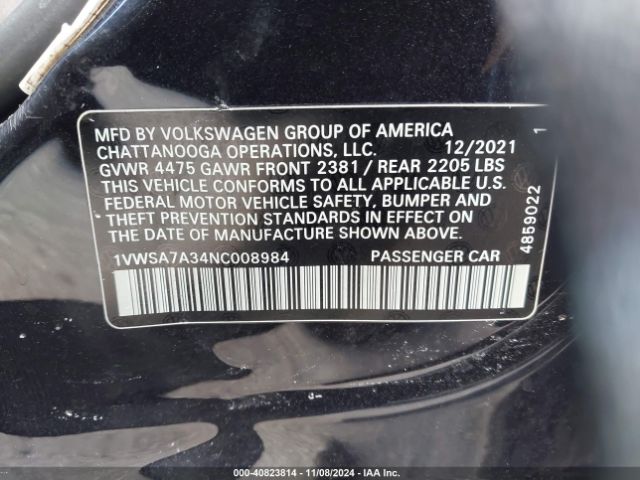 MFD BY VOLKSWAGEN GROUP OF AMERICA
CHATTANOOGA OPERATIONS, LLC. 12/2021
GVWR 4475 GAWR FRONT 2381 / REAR 2205 LBS
THIS VEHICLE CONFORMS TO ALL APPLICABLE U.S.
FEDERAL MOTOR VEHICLE SAFETY, BUMPER AND
THEFT PREVENTION STANDARDS IN EFFECT ON
THE DATE OF MANUFACTURE SHOWN ABOVE.
1VWSA7A34NC008984 PASSENGER CAR
4859022 1
000-40823814 - 11/08/2024 - IAA Inc.